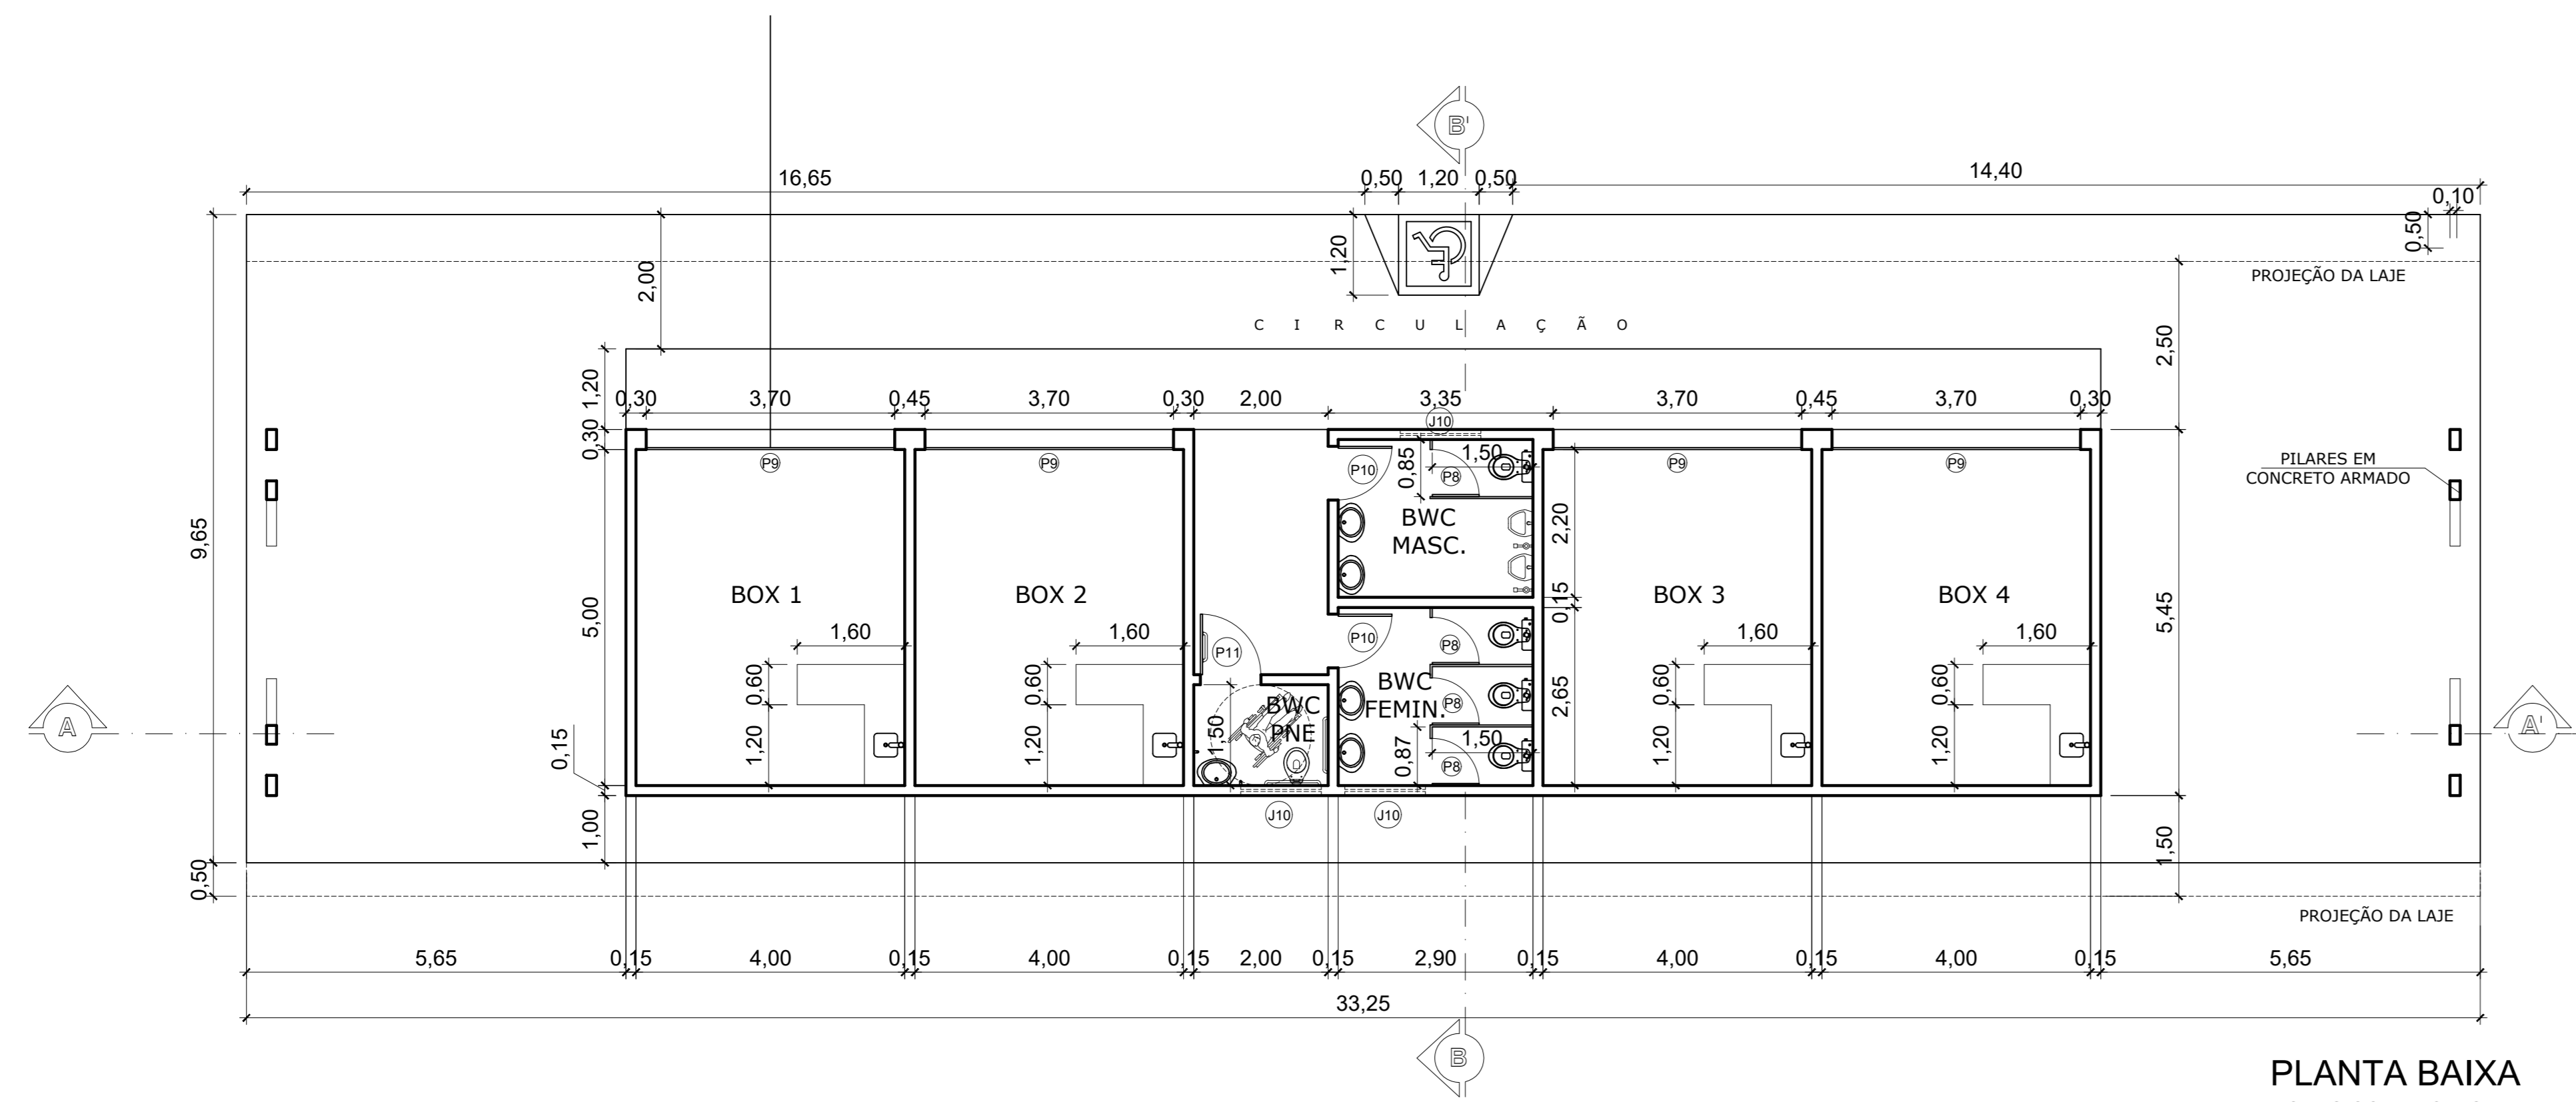 B'
16,65
0,50
1,20
0,50
14,40
0,10
0,50
1,20
2,00
PROJEÇÃO DA LAJE
C I R C U L A Ç Ã O
2,50
1,20
0,30
3,70
0,45
3,70
0,30
2,00
3,35
3,70
0,45
3,70
0,30
J10
0,30
P9
P9
P10
0,85
1,50
P8
P9
P9
PILARES EM
CONCRETO ARMADO
9,65
BWC
MASC.
2,20
BOX 1
BOX 2
BOX 3
BOX 4
5,00
0,15
5,45
1,60
1,60
P11
P10
P8
1,60
1,60
0,60
0,60
BWC
FEMIN.
2,65
0,60
0,60
BWC
PNE
P8
A
0,15
1,20
1,20
1,50
0,87
1,50
P8
1,20
1,20
A'
1,00
J10
J10
1,50
0,50
PROJEÇÃO DA LAJE
5,65
0,15
4,00
0,15
4,00
0,15
2,00
0,15
2,90
0,15
4,00
0,15
4,00
0,15
5,65
33,25
B
PLANTA BAIXA